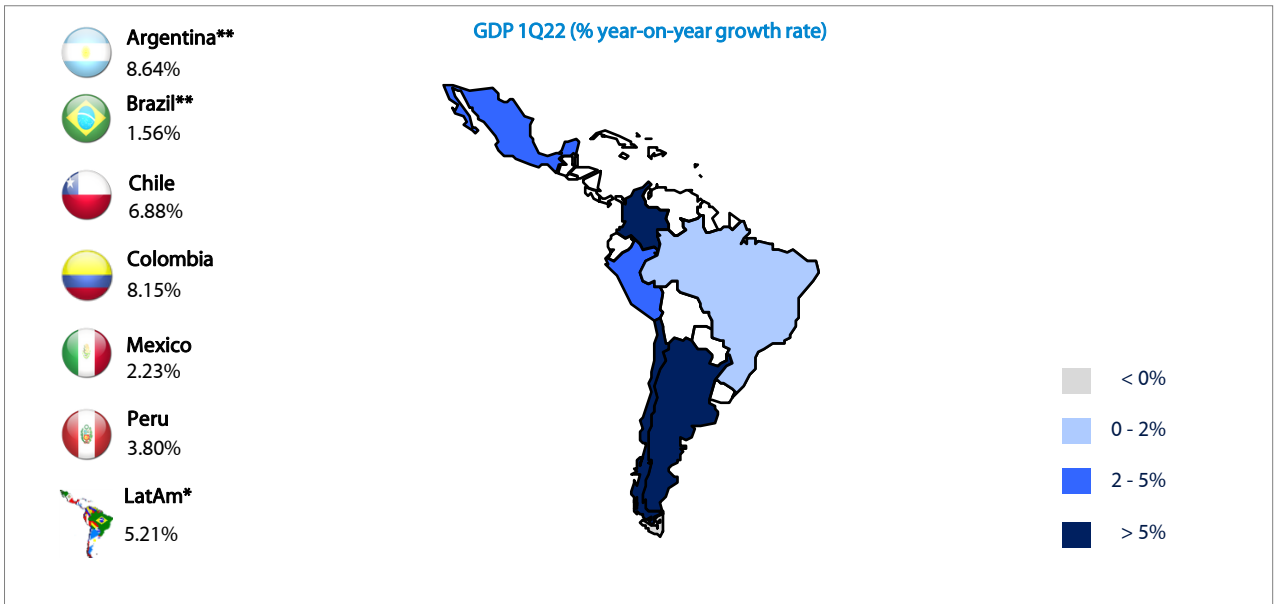 GDP 1Q22 (% year-on-year growth rate)
Argentina**
8.64%
Brazil**
1.56%
Chile
6.88%
Colombia
8.15%
Mexico
2.23%
Peru
3.80%
LatAm*
5.21%
< 0%
0 - 2%
2 - 5%
> 5%